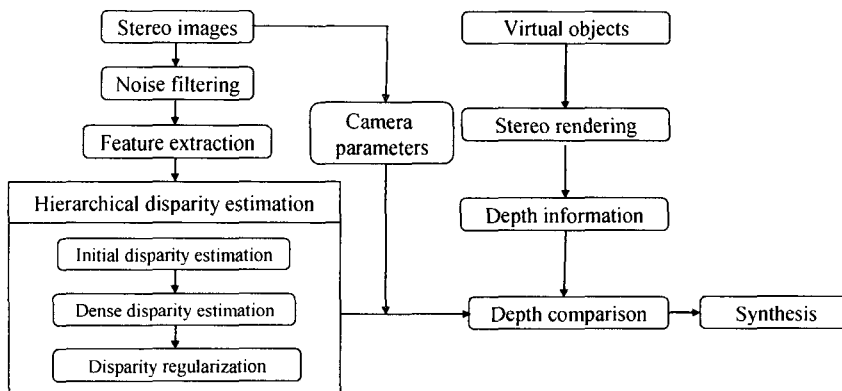 Stereo images
Virtual objects
Noise filtering
Camera
parameters
Stereo rendering
Feature extraction
Hierarchical disparity estimation
Depth information
Initial disparity estimation
Dense disparity estimation
Depth comparison
Synthesis
Disparity regularization